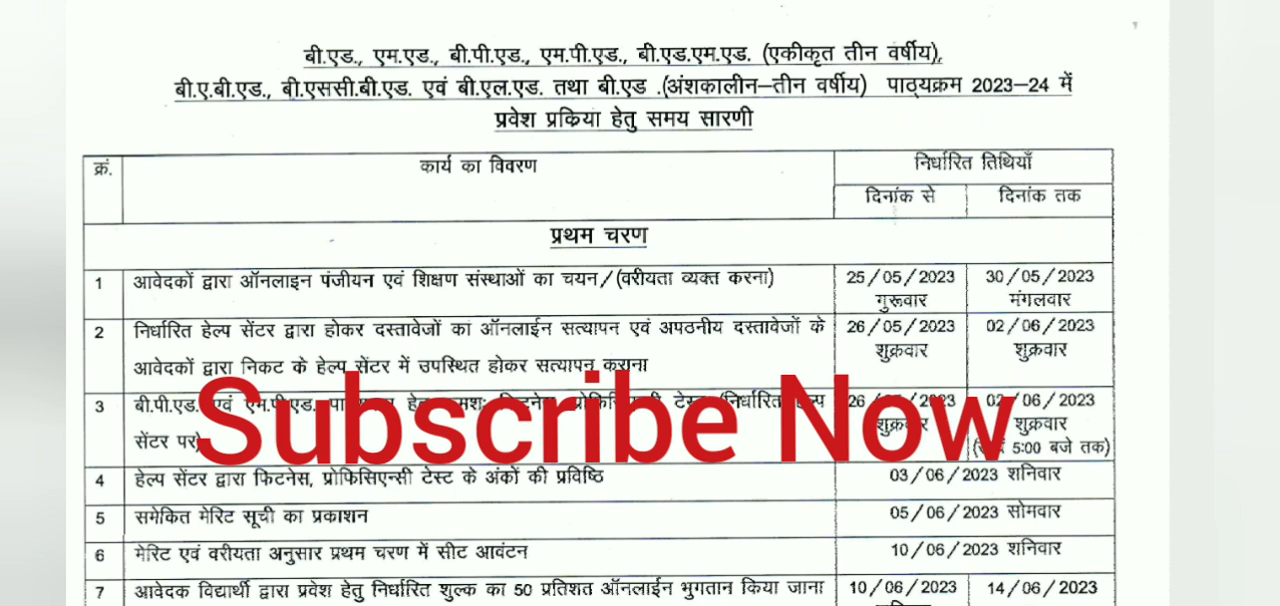 बी.एड., एम.एड., बी.पी.एड., एम.पी.एड., बी.एड.एम.एड. (एकीकृत तीन वर्षीय),
बी.ए.बी.एड., बी.एससी.बी.एड. एवं बी.एल.एड. तथा बी.एड .(अंशकालीन–तीन वर्षीय) पाठ्यक्रम 2023–24 में
प्रवेश प्रकिया हेतु समय सारणी
क्रं. कार्य का विवरण निर्धारित तिथियाँ
दिनांक से दिनांक तक
प्रथम चरण
1 आवेदकों द्वारा ऑनलाइन पंजीयन एवं शिक्षण संस्थाओं का चयन/(वरीयता व्यक्त करना) 25/05/2023 30/05/2023
गुरूवार मंगलवार
2 निर्धारित हेल्प सेंटर द्वारा होकर दस्तावेजों का ऑनलाईन सत्यापन एवं अपठनीय दस्तावेजों के 26/05/2023 02/06/2023
शुक्रवार शुक्रवार
आवेदकों द्वारा निकट के हेल्प सेंटर में उपस्थित होकर सत्यापन कराना
3 बी.पी.एड. एवं एम.पी.एड. टेस्ट 02/06/2023
शुक्रवार शुक्रवार
सेंटर पर) 5:00 बजे तक)
Subscribe Now
4 हेल्प सेंटर द्वारा फिटनेस, प्रोफिसिएन्सी टेस्ट के अंकों की प्रविष्ठि 03/06/2023 शनिवार
5 समेकित मेरिट सूची का प्रकाशन 05/06/2023 सोमवार
6 मेरिट एवं वरीयता अनुसार प्रथम चरण में सीट आवंटन 10/06/2023 शनिवार
7 आवेदक विद्यार्थी द्वारा प्रवेश हेतु निर्धारित शुल्क का 50 प्रतिशत ऑनलाईन भुगतान किया जाना 10/06/2023 14/06/2023